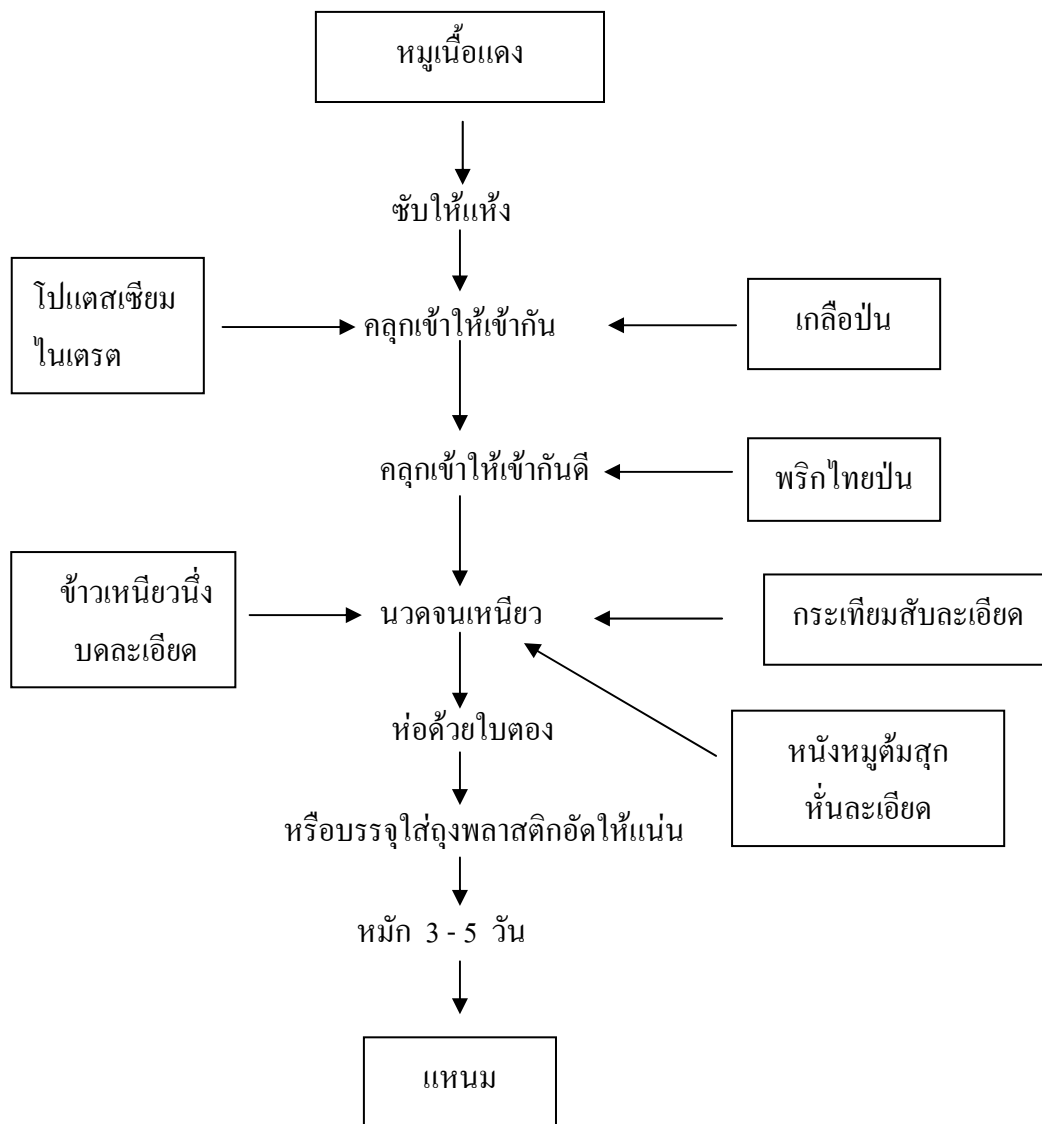 หมูเนื้อแดง
ซับให้แห้ง
โปแตสเซียม
ไนเตรต
คลุกเข้าให้เข้ากัน
เกลือป่น
คลุกเข้าให้เข้ากันดี
พริกไทยป่น
ข้าวเหนียวนึ่ง
บดละเอียด
นวดจนเหนียว
กระเทียมสับละเอียด
ห่อด้วยใบตอง
หนังหมูต้มสุก
หั่นละเอียด
หรือบรรจุใส่ถุงพลาสติกอัดให้แน่น
หมัก 3 - 5 วัน
แหนม